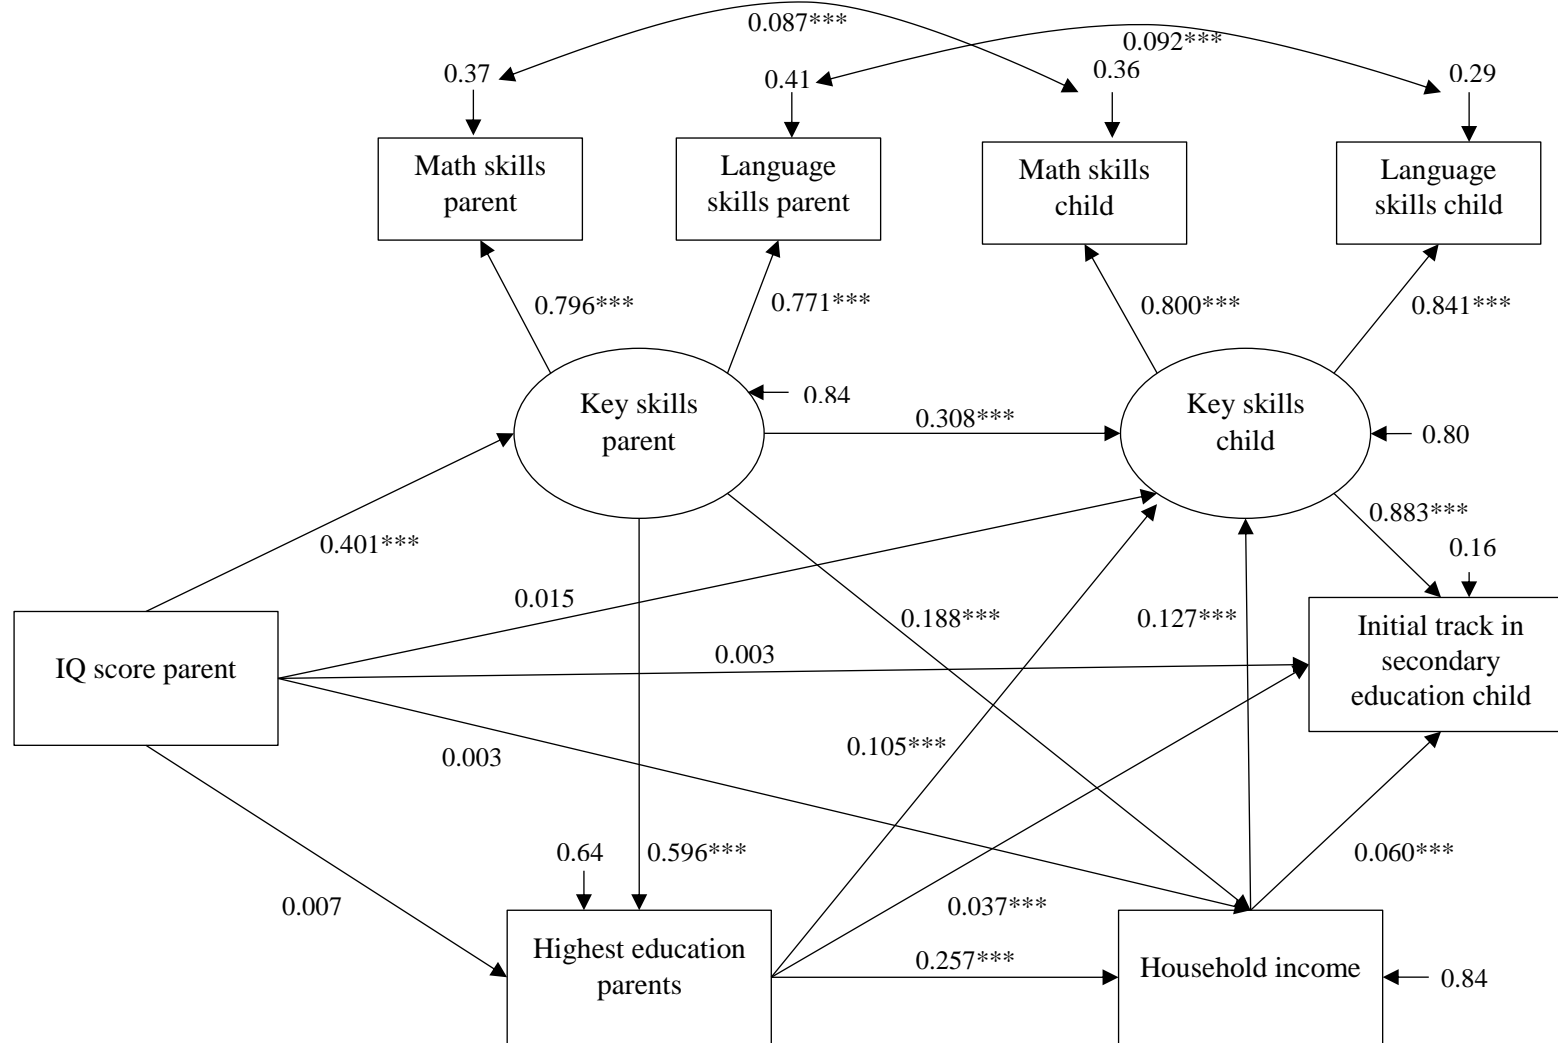 0.087***
0.092***
0.37
0.41
0.36
0.29
Math skills
parent
Language
skills parent
Math skills
child
Language
skills child
0.796***
0.771***
0.800***
0.841***
Key skills
parent
0.84
0.308***
Key skills
child
0.80
0.401***
0.883***
0.16
0.015
0.188***
0.127***
IQ score parent
0.003
Initial track in
secondary
education child
0.003
0.105***
0.64
0.596***
0.060***
0.007
0.037***
Highest education
parents
0.257***
Household income
0.84